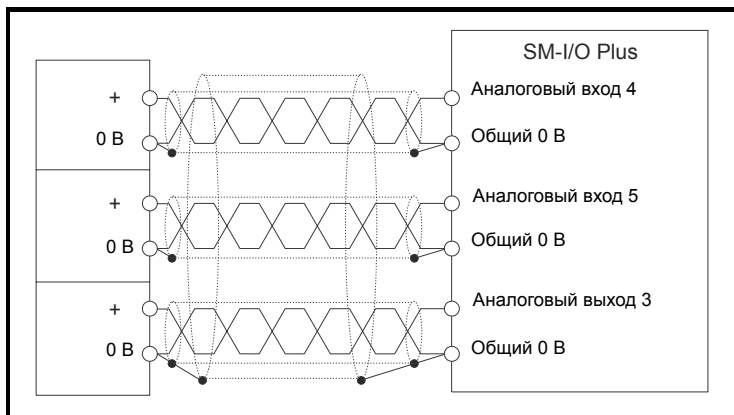 SM-I/O Plus
+
Аналоговый вход 4
0 В
Общий 0 В
+
Аналоговый вход 5
0 В
Общий 0 В
+
Аналоговый выход 3
0 В
Общий 0 В